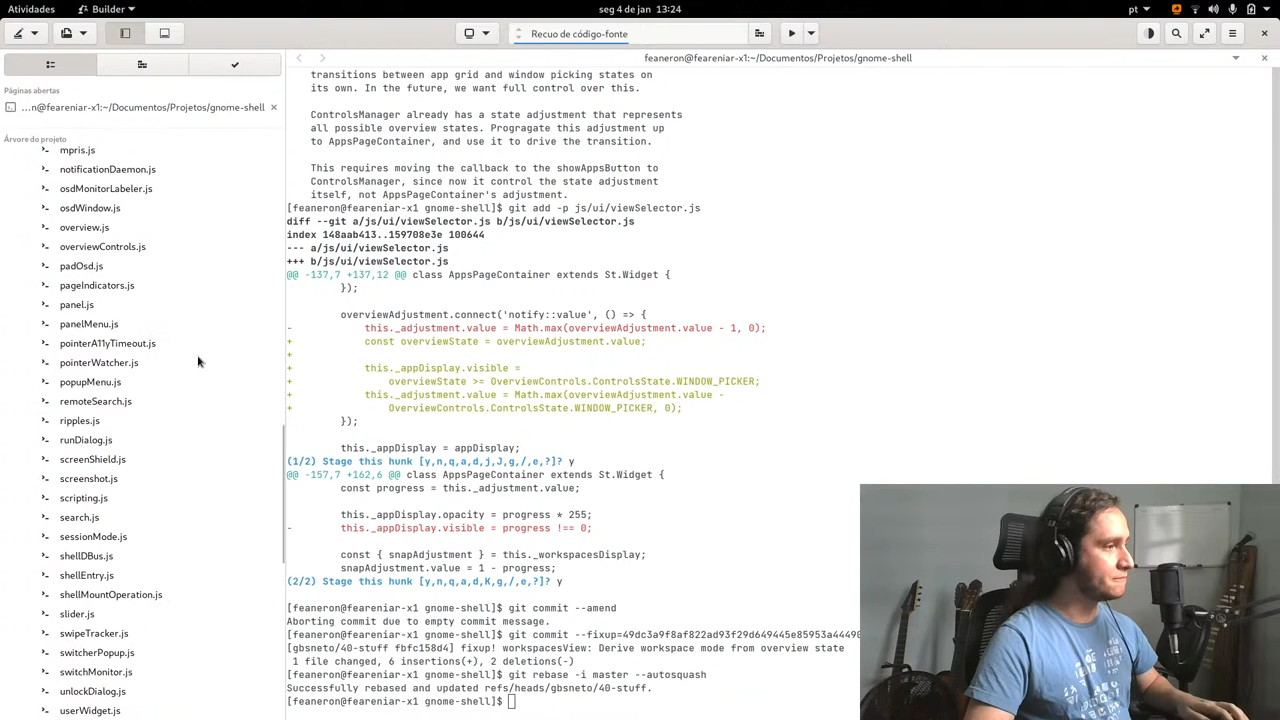 Atividades
Builder
seg 4 de jan 13:24
pt
Recuo de código-fonte
Páginas abertas
...n@feareniar-x1:~/Documentos/Projetos/gnome-shell
Árvore do projeto
mpris.js
notificationDaemon.js
osdMonitorLabeler.js
osdWindow.js
overview.js
overviewControls.js
padOsd.js
pageIndicators.js
panel.js
panelMenu.js
pointerA11yTimeout.js
pointerWatcher.js
popupMenu.js
remoteSearch.js
ripples.js
runDialog.js
screenShield.js
screenshot.js
scripting.js
search.js
sessionMode.js
shellDBus.js
shellEntry.js
shellMountOperation.js
slider.js
swipeTracker.js
switcherPopup.js
switchMonitor.js
unlockDialog.js
userWidget.js
feaneron@feareniar-x1:~/Documentos/Projetos/gnome-shell
transitions between app grid and window picking states on
its own. In the future, we want full control over this.
ControlsManager already has a state adjustment that represents
all possible overview states. Progragate this adjustment up
to AppsPageContainer, and use it to drive the transition.
This requires moving the callback to the showAppsButton to
ControlsManager, since now it control the state adjustment
itself, not AppsPageContainer's adjustment.
[feaneron@feareniar-x1 gnome-shell]$ git add -p js/ui/viewSelector.js
diff --git a/js/ui/viewSelector.js b/js/ui/viewSelector.js
index 148aab413..159708e3e 100644
--- a/js/ui/viewSelector.js
+++ b/js/ui/viewSelector.js
@@ -137,7 +137,12 @@ class AppsPageContainer extends St.Widget {
});
overviewAdjustment.connect('notify::value', () => {
- this._adjustment.value = Math.max(overviewAdjustment.value - 1, 0);
+ const overviewState = overviewAdjustment.value;
+
+ this._appDisplay.visible =
+ overviewState >= OverviewControls.ControlsState.WINDOW_PICKER;
+ this._adjustment.value = Math.max(overviewAdjustment.value -
+ OverviewControls.ControlsState.WINDOW_PICKER, 0);
});
this._appDisplay = appDisplay;
(1/2) Stage this hunk [y,n,q,a,d,j,J,g,/,e,?]? y
@@ -157,7 +162,6 @@ class AppsPageContainer extends St.Widget {
const progress = this._adjustment.value;
this._appDisplay.opacity = progress * 255;
- this._appDisplay.visible = progress !== 0;
const { snapAdjustment } = this._workspacesDisplay;
snapAdjustment.value = 1 - progress;
(2/2) Stage this hunk [y,n,q,a,d,K,g,/,e,?]? y
[feaneron@feareniar-x1 gnome-shell]$ git commit --amend
Aborting commit due to empty commit message.
[feaneron@feareniar-x1 gnome-shell]$ git commit --fixup=49dc3a9f8af822ad93f29d649445e85953a4449
[gbsneto/40-stuff fbfc158d4] fixup! workspacesView: Derive workspace mode from overview state
1 file changed, 6 insertions(+), 2 deletions(-)
[feaneron@feareniar-x1 gnome-shell]$ git rebase -i master --autosquash
Successfully rebased and updated refs/heads/gbsneto/40-stuff.
[feaneron@feareniar-x1 gnome-shell]$